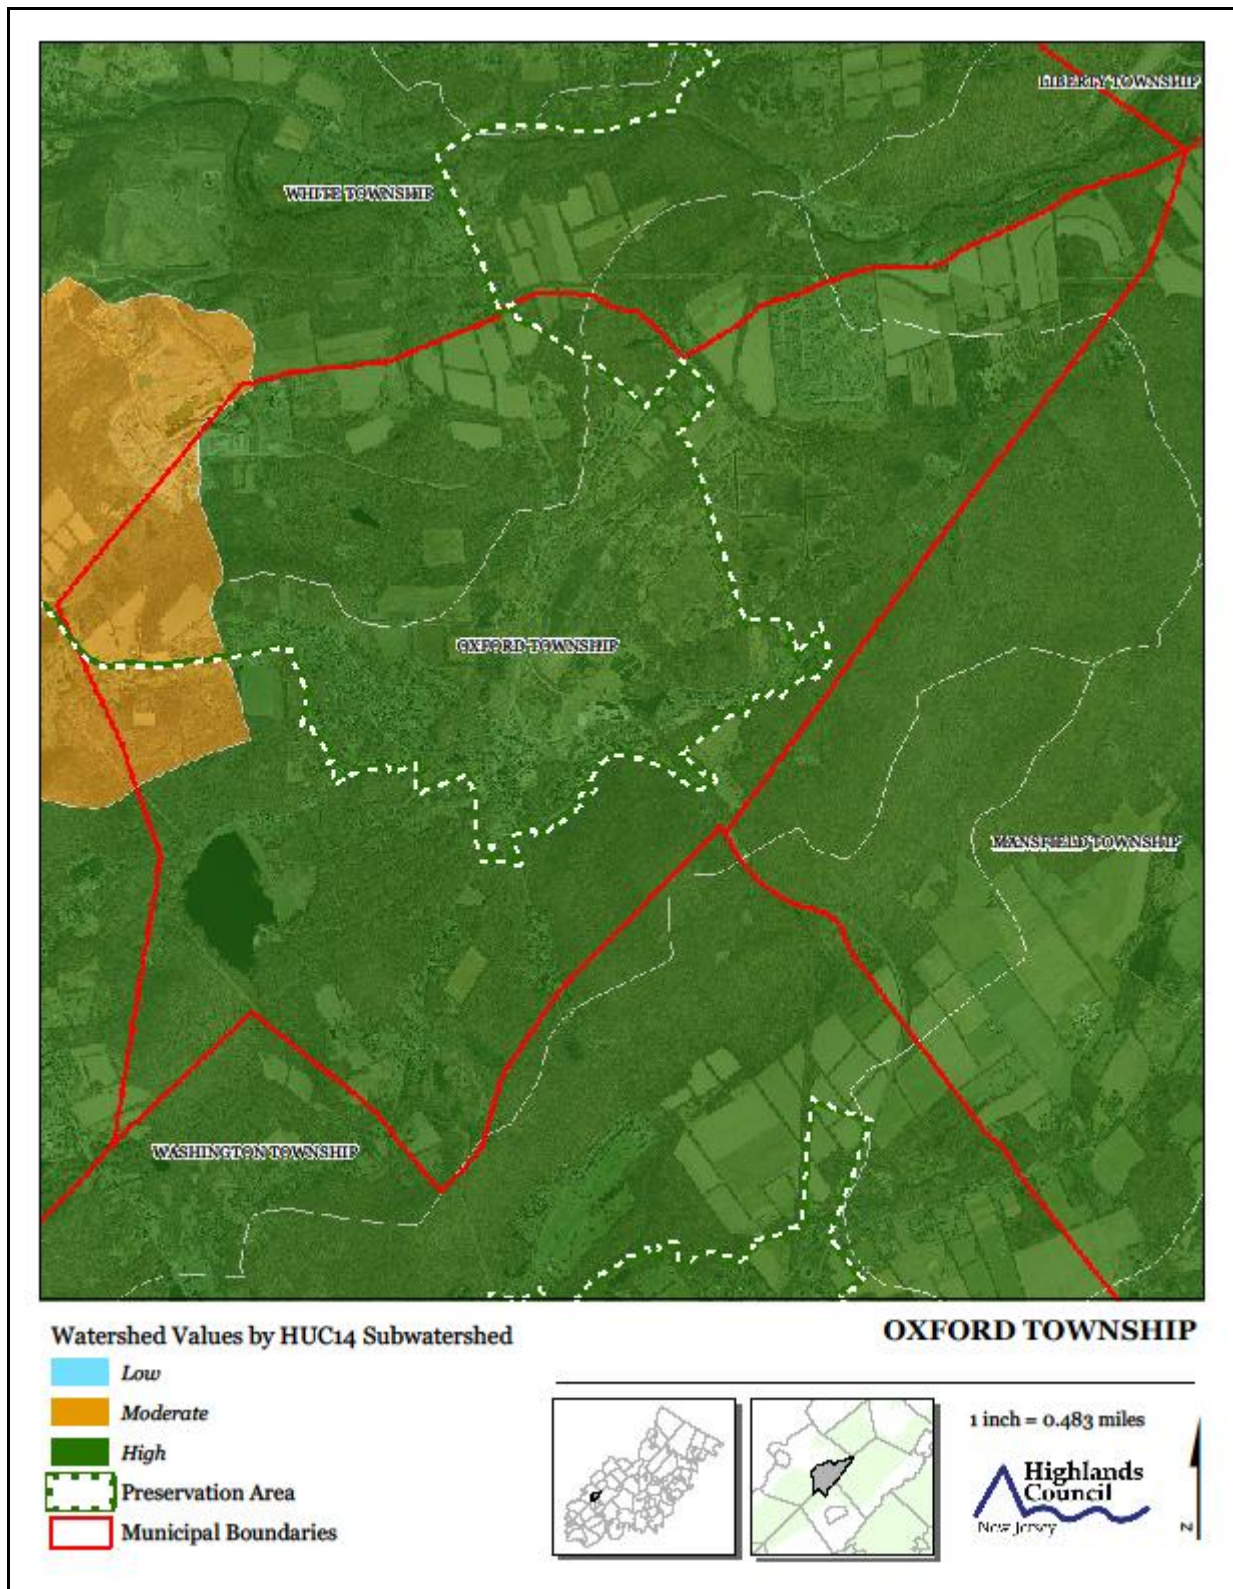 LIBERTY TOWNSHIP
WHITE TOWNSHIP
OXFORD TOWNSHIP
MANSFIELD TOWNSHIP
WASHINGTON TOWNSHIP
Watershed Values by HUC14 Subwatershed
Low
Moderate
High
Preservation Area
Municipal Boundaries
OXFORD TOWNSHIP
1 inch = 0.483 miles
Highlands
Council
New Jersey
N